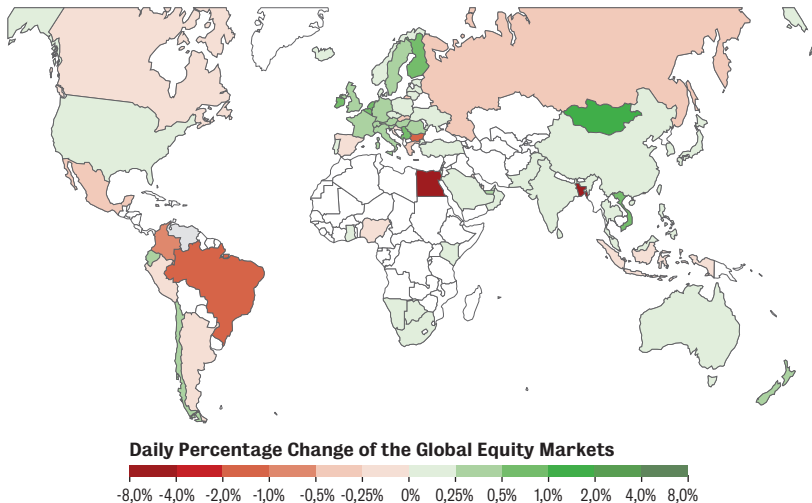 Daily Percentage Change of the Global Equity Markets
-8,0% -4,0% -2,0% -1,0% -0,5% -0,25% 0% 0,25% 0,5% 1,0% 2,0% 4,0% 8,0%